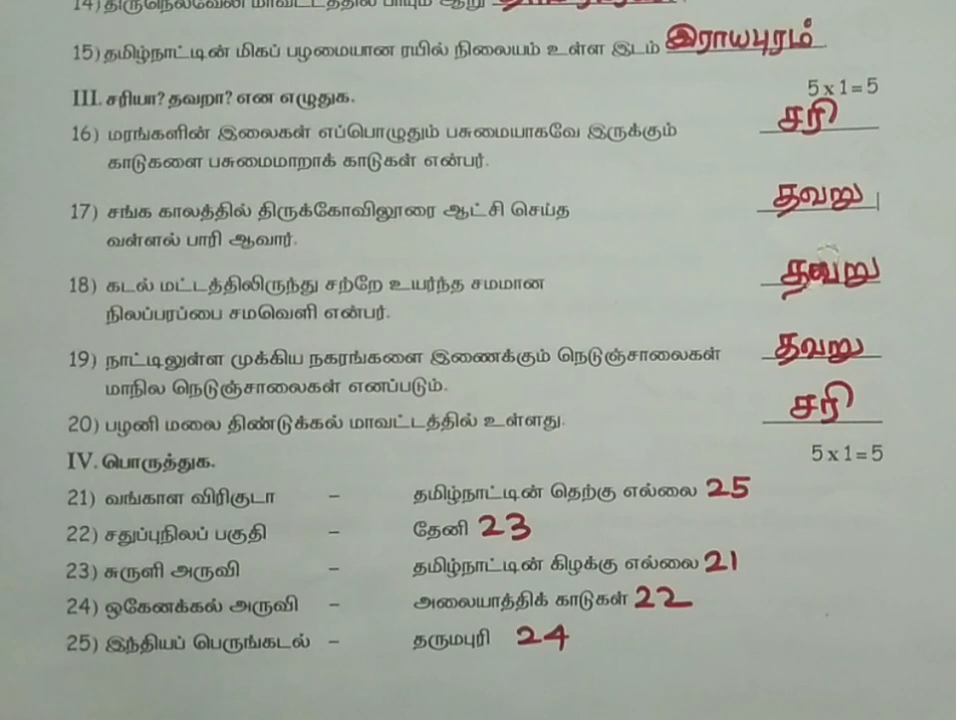 14) திருநெல்வேலி மாவட்டத்தில் பாயும் ஆறு
15) தமிழ்நாட்டின் மிகப் பழமையான ரயில் நிலையம் உள்ள இடம் இராயபுரம்
III. சரியா? தவறா? என எழுதுக. 5 x 1 = 5
16) மரங்களின் இலைகள் எப்பொழுதும் பசுமையாகவே இருக்கும் சரி
காடுகளை பசுமைமாறாக் காடுகள் என்பர்.
17) சங்க காலத்தில் திருக்கோவிலூரை ஆட்சி செய்த தவறு
வள்ளல் பாரி ஆவார்.
18) கடல் மட்டத்திலிருந்து சற்றே உயர்ந்த சமமான தவறு
நிலப்பரப்பை சமவெளி என்பர்.
19) நாட்டிலுள்ள முக்கிய நகரங்களை இணைக்கும் நெடுஞ்சாலைகள் தவறு
மாநில நெடுஞ்சாலைகள் எனப்படும்.
20) பழனி மலை திண்டுக்கல் மாவட்டத்தில் உள்ளது. சரி
IV. பொருத்துக. 5 x 1 = 5
21) வங்காள விரிகுடா – தமிழ்நாட்டின் தெற்கு எல்லை 25
22) சதுப்புநிலப் பகுதி – தேனி 23
23) சுருளி அருவி – தமிழ்நாட்டின் கிழக்கு எல்லை 21
24) ஒகேனக்கல் அருவி – அலையாத்திக் காடுகள் 22
25) இந்தியப் பெருங்கடல் – தருமபுரி 24